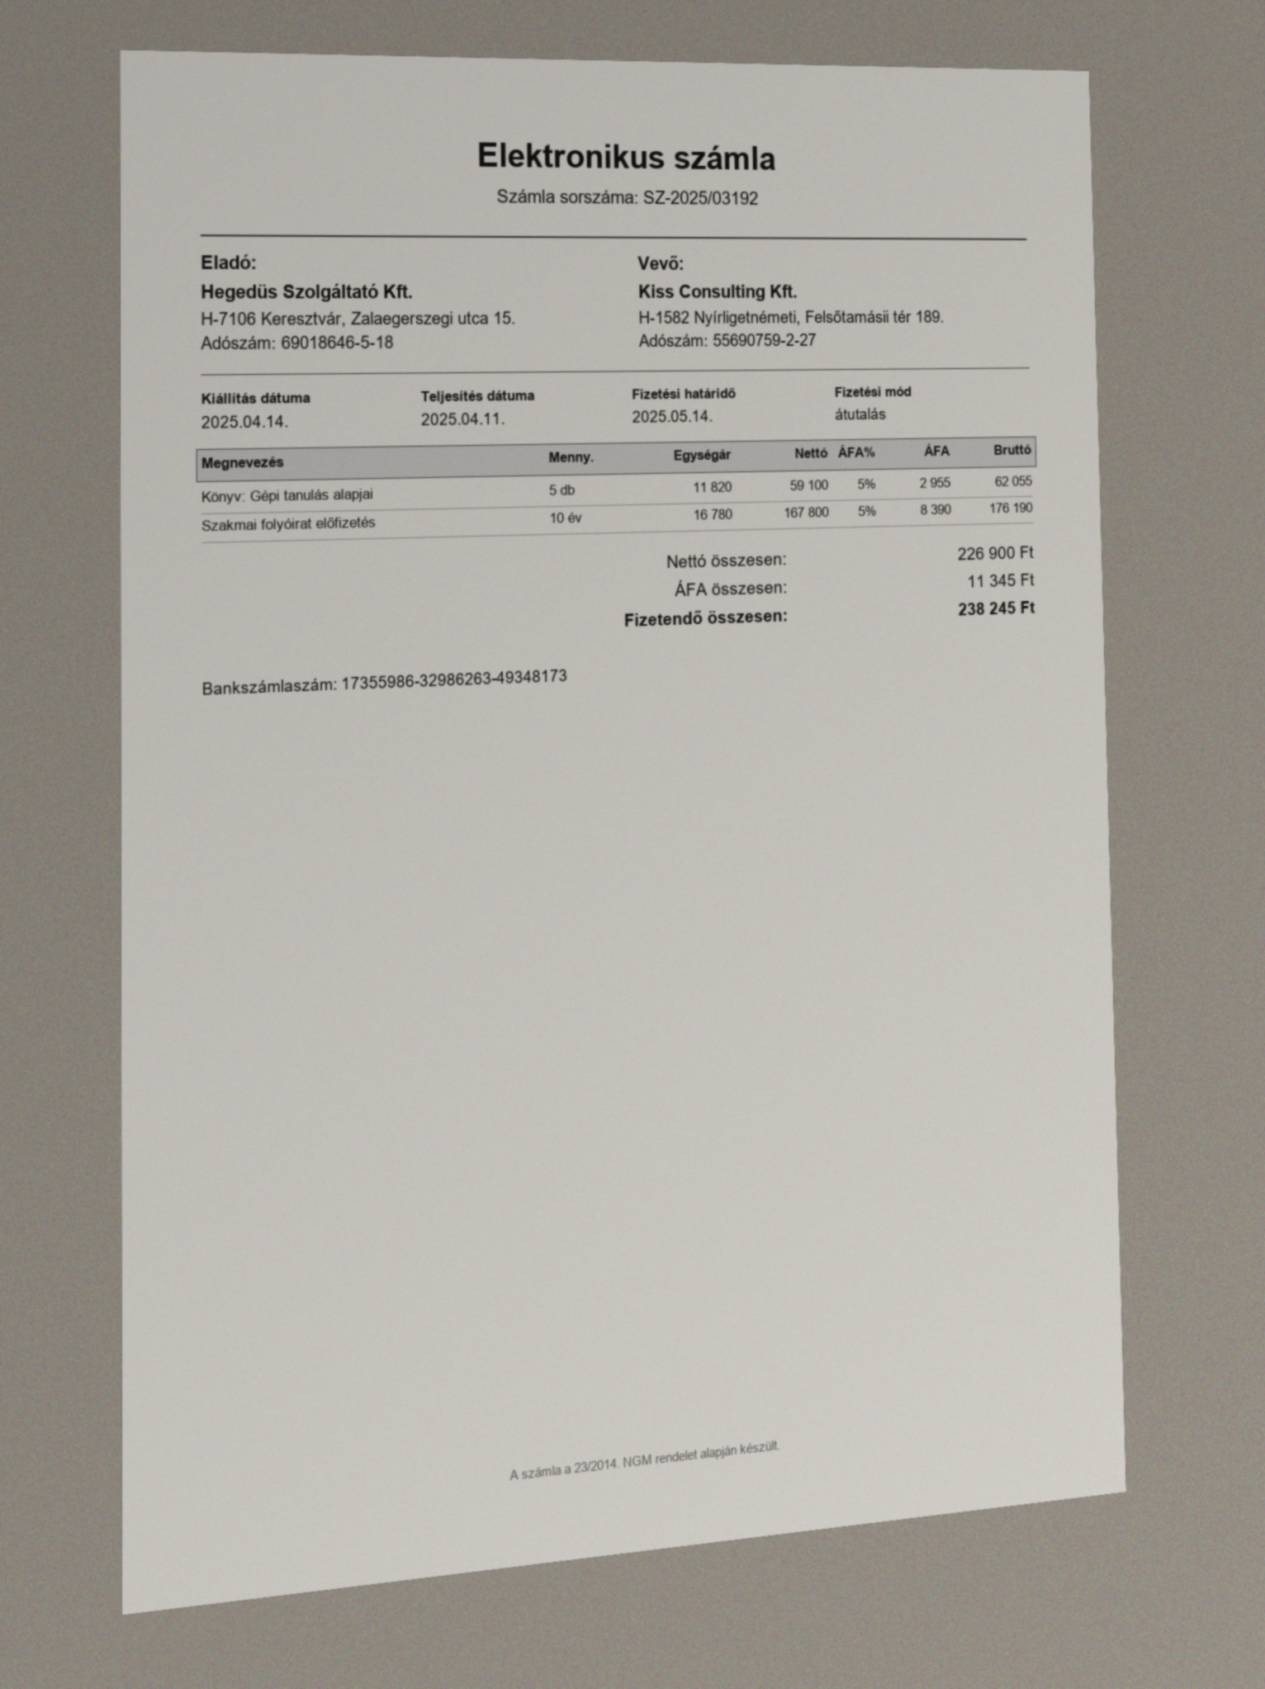 Elektronikus számla
Számla sorszáma: SZ-2025/03192
Eladó:
Hegedüs Szolgáltató Kft.
H-7106 Keresztvár, Zalaegerszegi utca 15.
Adószám: 69018646-5-18
Vevő:
Kiss Consulting Kft.
H-1582 Nyírligetnémeti, Felsőtamásii tér 189.
Adószám: 55690759-2-27
Kiállítás dátuma Teljesítés dátuma Fizetési határidő Fizetési mód
2025.04.14. 2025.04.11. 2025.05.14. átutalás
Megnevezés Menny. Egységár Nettó ÁFA% ÁFA Bruttó
Könyv: Gépi tanulás alapjai 5 db 11 820 59 100 5% 2 955 62 055
Szakmai folyóirat előfizetés 10 év 16 780 167 800 5% 8 390 176 190
Nettó összesen: 226 900 Ft
ÁFA összesen: 11 345 Ft
Fizetendő összesen: 238 245 Ft
Bankszámlaszám: 17355986-32986263-49348173
A számla a 23/2014. NGM rendelet alapján készült.